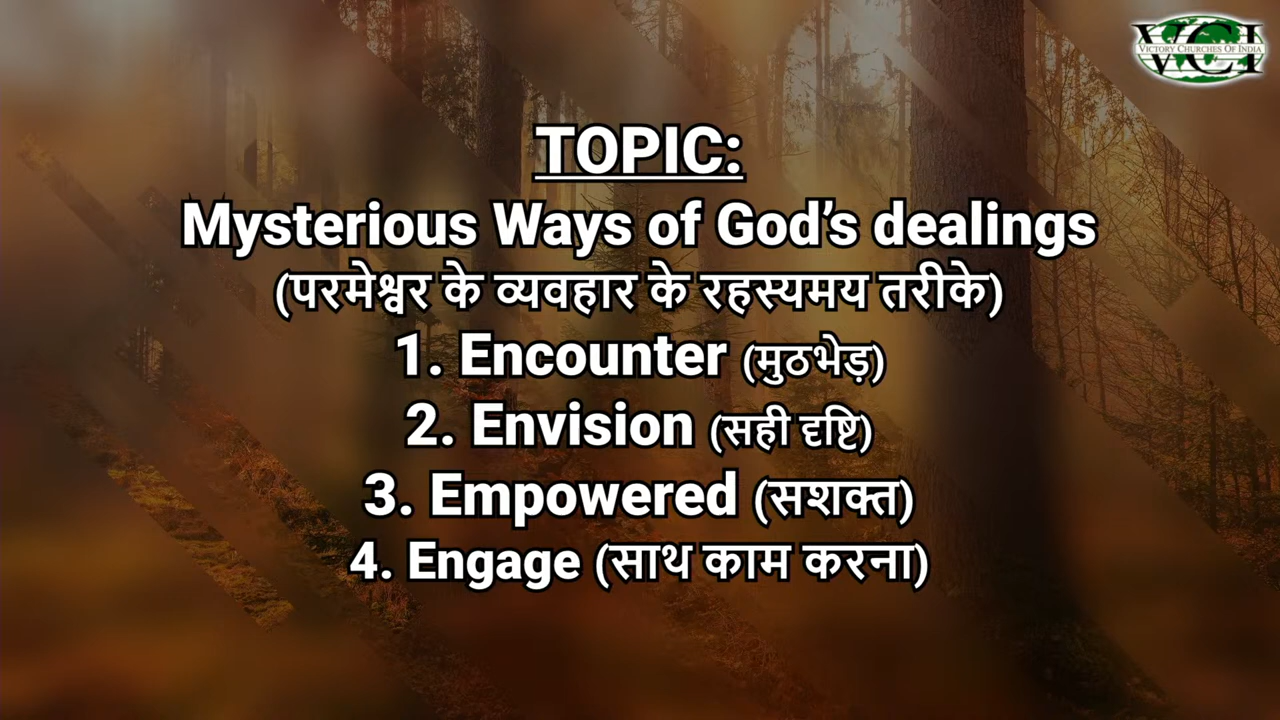 VCI
VICTORY CHURCHES OF INDIA
TOPIC:
Mysterious Ways of God’s dealings
(परमेश्वर के व्यवहार के रहस्यमय तरीके)
1. Encounter (मुठभेड़)
2. Envision (सही दृष्टि)
3. Empowered (सशक्त)
4. Engage (साथ काम करना)